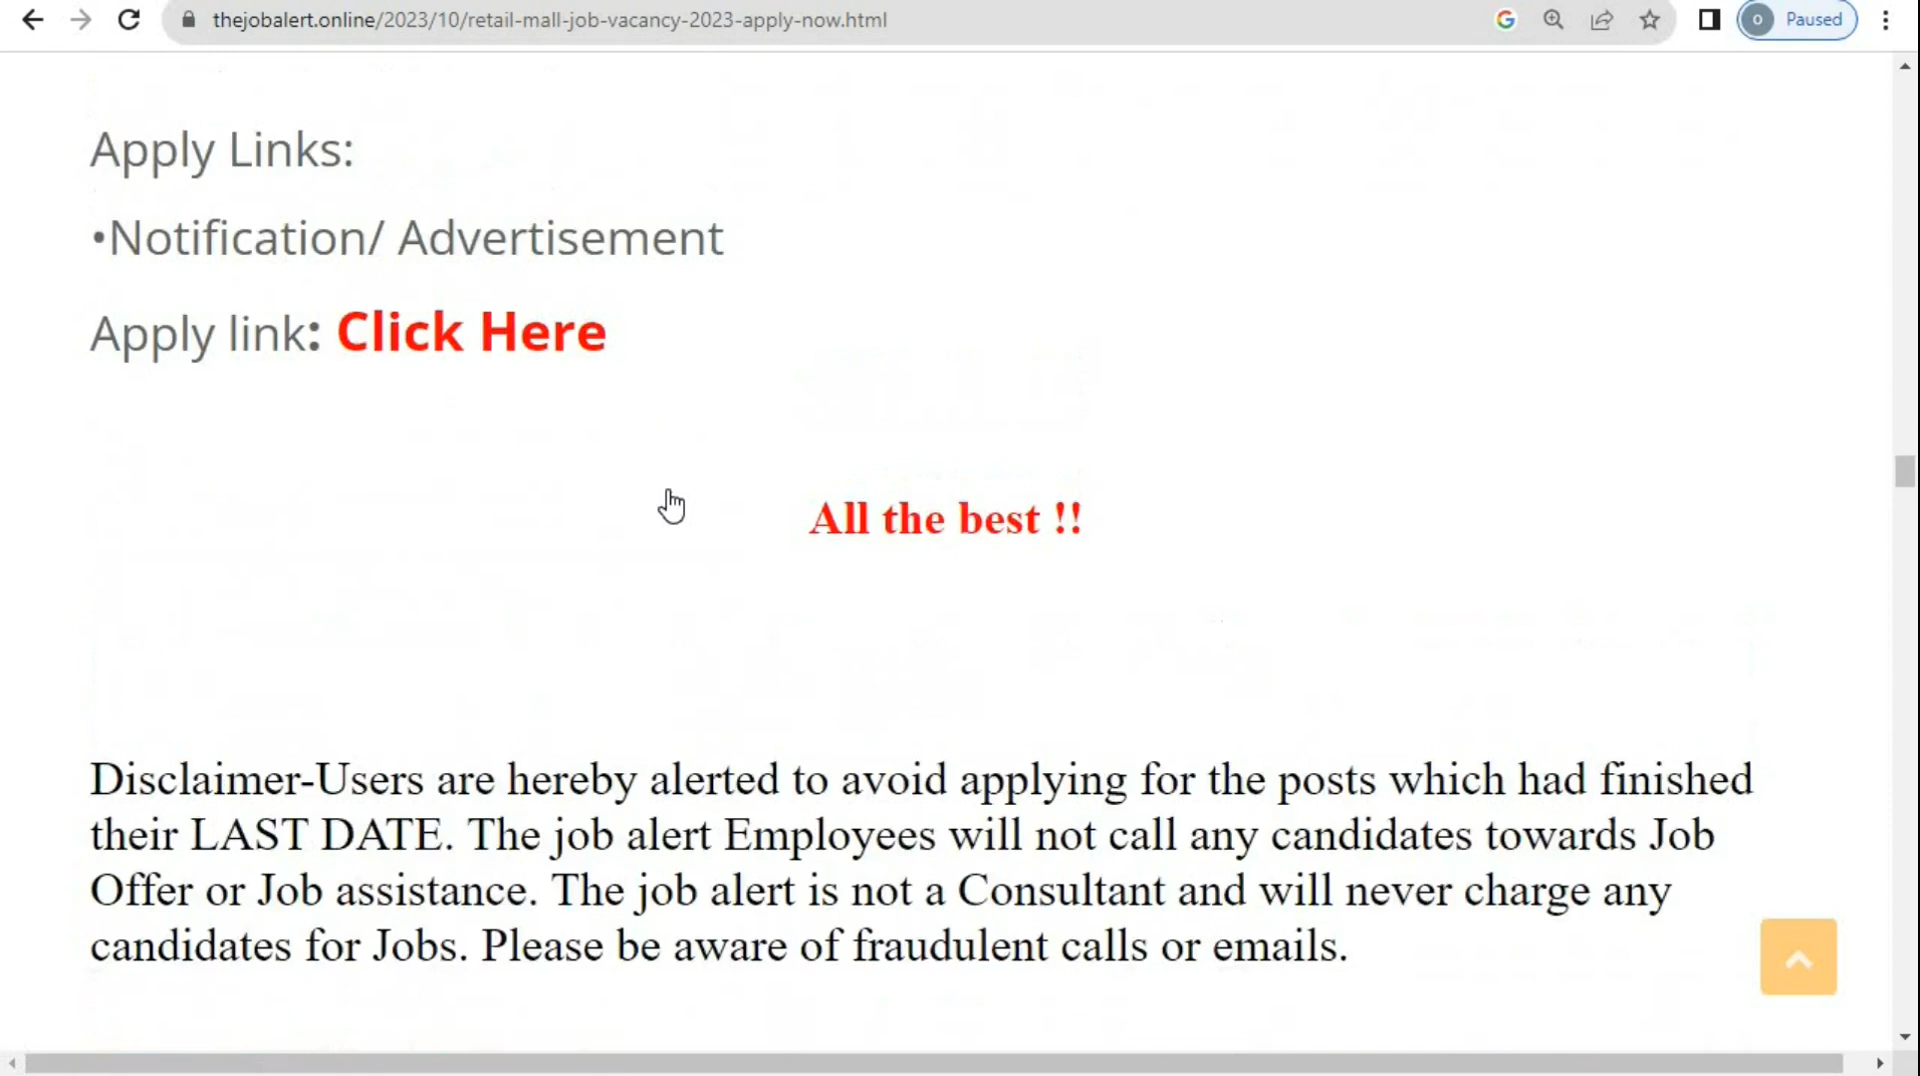 thejobalert.online/2023/10/retail-mall-job-vacancy-2023-apply-now.html
O
Paused
Apply Links:
•Notification/ Advertisement
Apply link: Click Here
All the best !!
Disclaimer-Users are hereby alerted to avoid applying for the posts which had finished
their LAST DATE. The job alert Employees will not call any candidates towards Job
Offer or Job assistance. The job alert is not a Consultant and will never charge any
candidates for Jobs. Please be aware of fraudulent calls or emails.